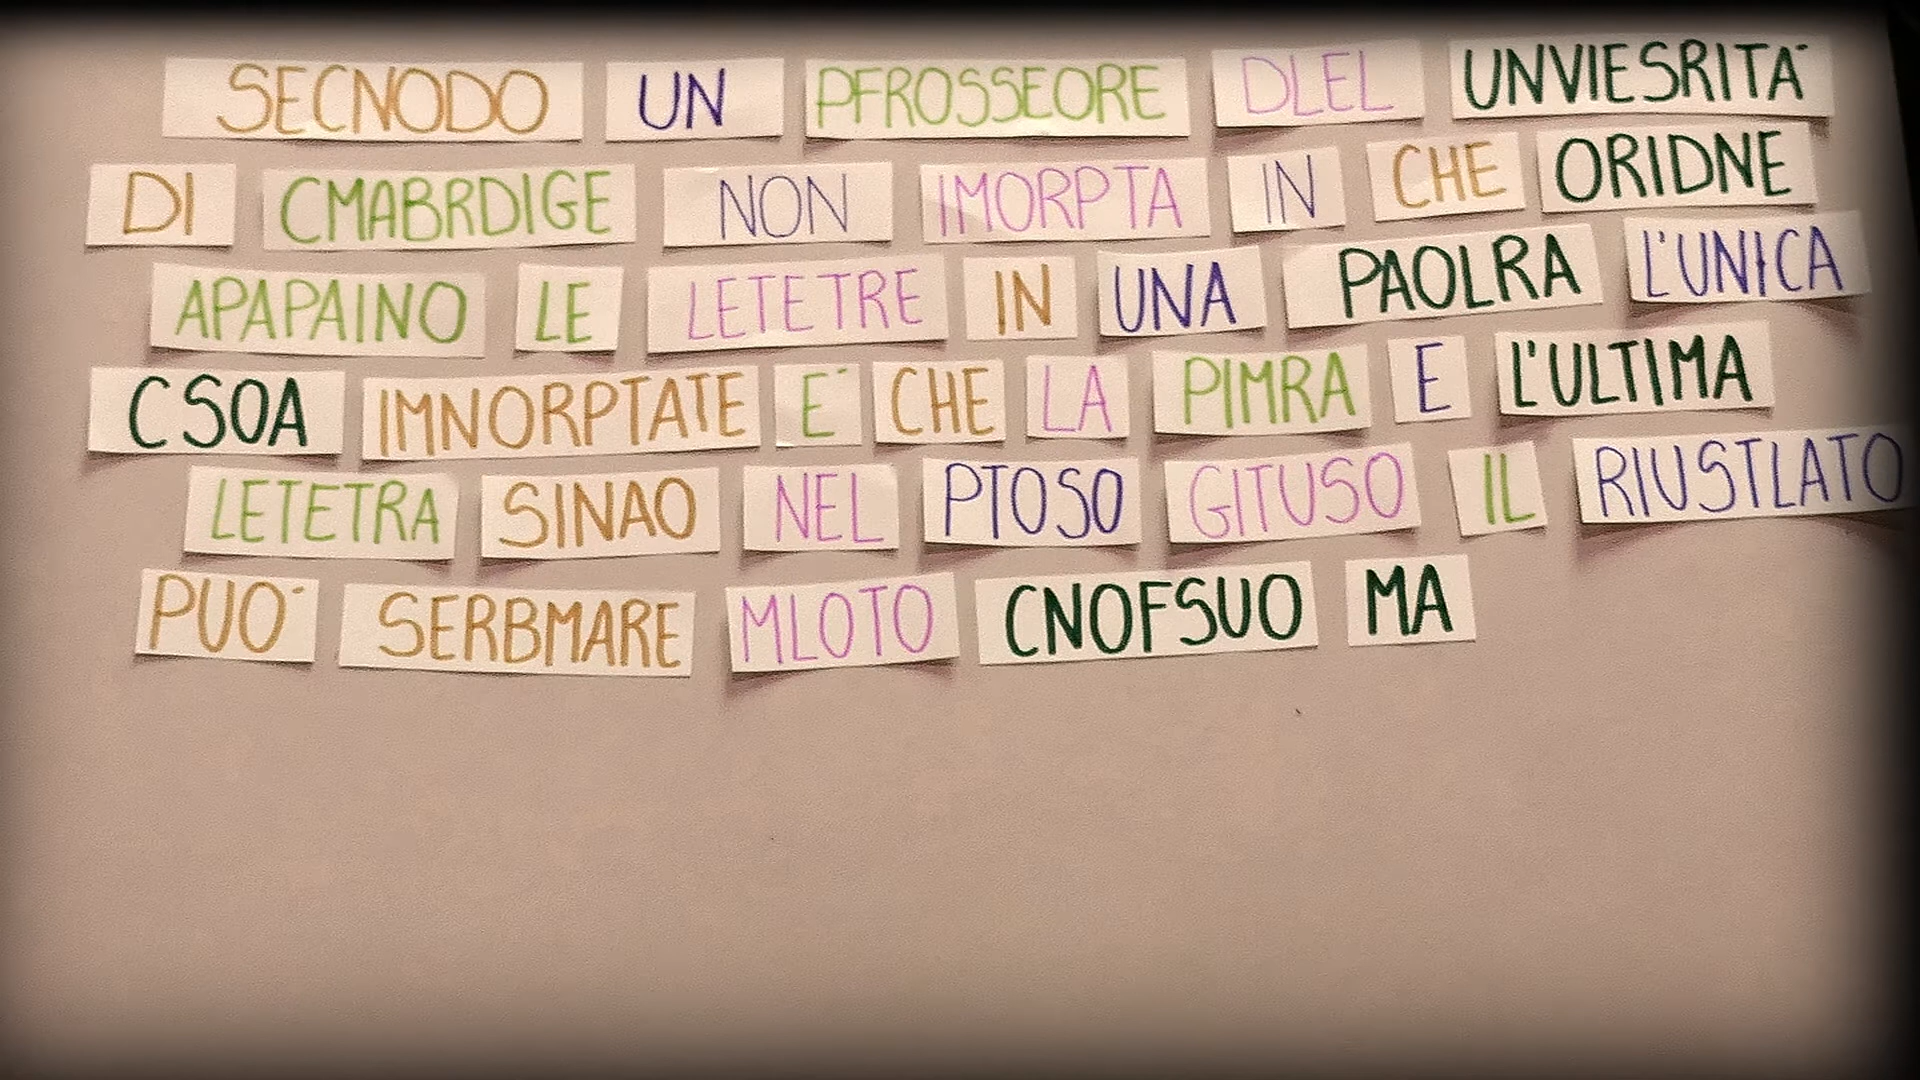 SECNODO UN PFROSSEORE DLEL UNVIESRITA'
DI CMABRDIGE NON IMORPTA IN CHE ORIDNE
APAPAINO LE LETETRE IN UNA PAOLRA L'UNICA
CSOA IMNORPTATE E' CHE LA PIMRA E L'ULTIMA
LETETRA SINAO NEL PTOSO GITUSO IL RIUSTLATO
PUO' SERBMARE MLOTO CNOFSUO MA